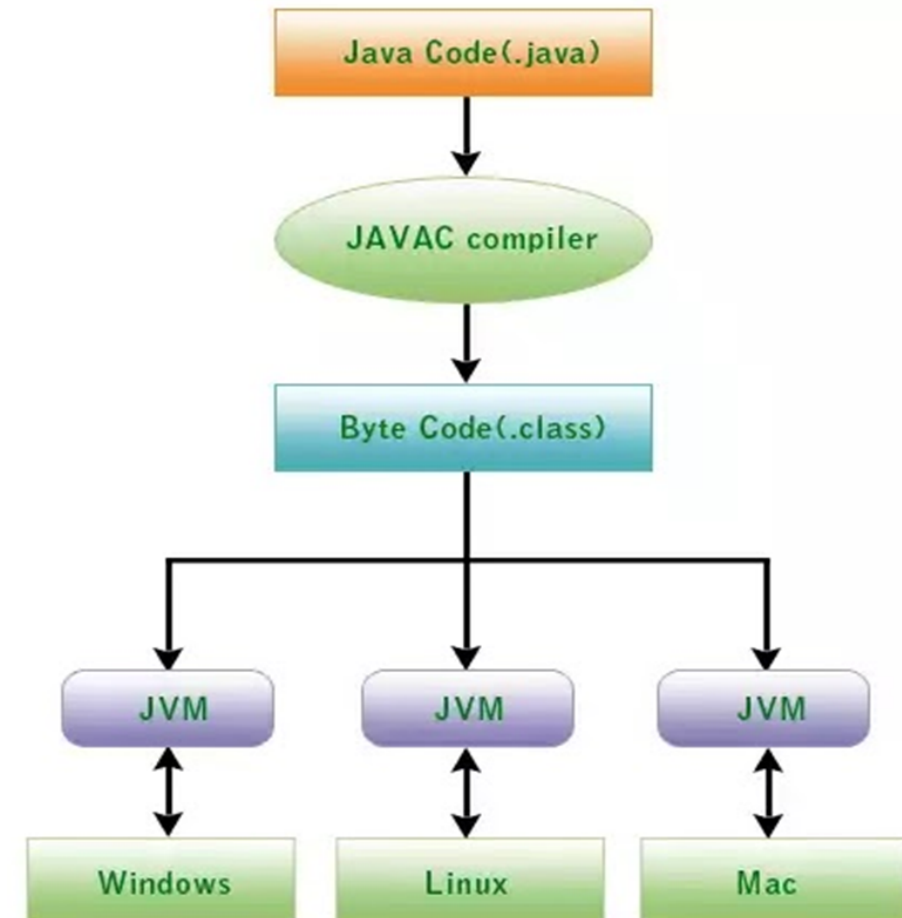 Java Code(.java)
JAVAC compiler
Byte Code(.class)
JVM
JVM
JVM
Windows
Linux
Mac